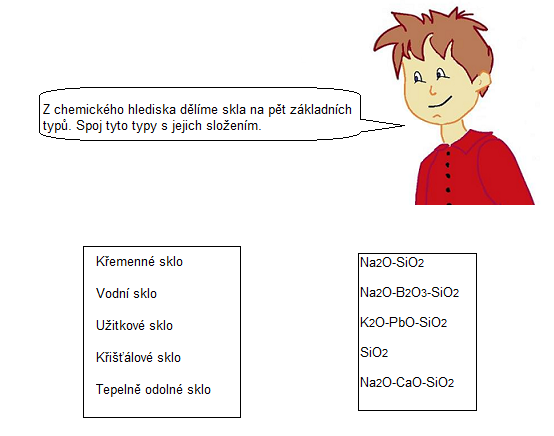 Z chemického hlediska dělíme skla na pět základních
typů. Spoj tyto typy s jejich složením.
Křemenné sklo
Vodní sklo
Užitkové sklo
Křišťálové sklo
Tepelně odolné sklo
Na2O-SiO2
Na2O-B2O3-SiO2
K2O-PbO-SiO2
SiO2
Na2O-CaO-SiO2